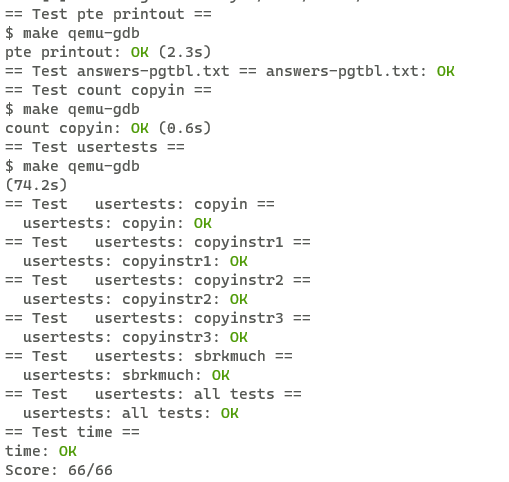 == Test pte printout ==
$ make qemu-gdb
pte printout: OK (2.3s)
== Test answers-pgtbl.txt == answers-pgtbl.txt: OK
== Test count copyin ==
$ make qemu-gdb
count copyin: OK (0.6s)
== Test usertests ==
$ make qemu-gdb
(74.2s)
== Test   usertests: copyin ==
  usertests: copyin: OK
== Test   usertests: copyinstr1 ==
  usertests: copyinstr1: OK
== Test   usertests: copyinstr2 ==
  usertests: copyinstr2: OK
== Test   usertests: copyinstr3 ==
  usertests: copyinstr3: OK
== Test   usertests: sbrkmuch ==
  usertests: sbrkmuch: OK
== Test   usertests: all tests ==
  usertests: all tests: OK
== Test time ==
time: OK
Score: 66/66